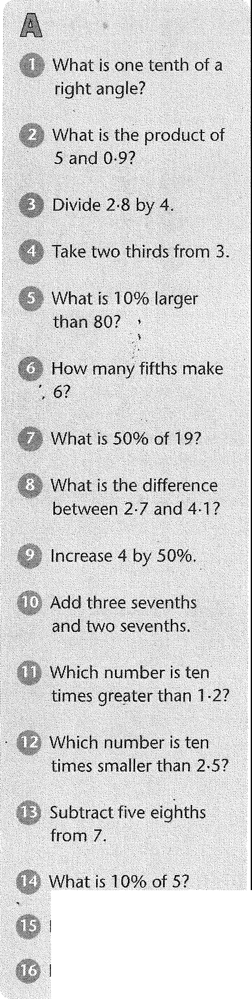 A
1 What is one tenth of a
right angle?
2 What is the product of
5 and 0·9?
3 Divide 2·8 by 4.
4 Take two thirds from 3.
5 What is 10% larger
than 80?
6 How many fifths make
6?
7 What is 50% of 19?
8 What is the difference
between 2·7 and 4·1?
9 Increase 4 by 50%.
10 Add three sevenths
and two sevenths.
11 Which number is ten
times greater than 1·2?
12 Which number is ten
times smaller than 2·5?
13 Subtract five eighths
from 7.
14 What is 10% of 5?
15
16